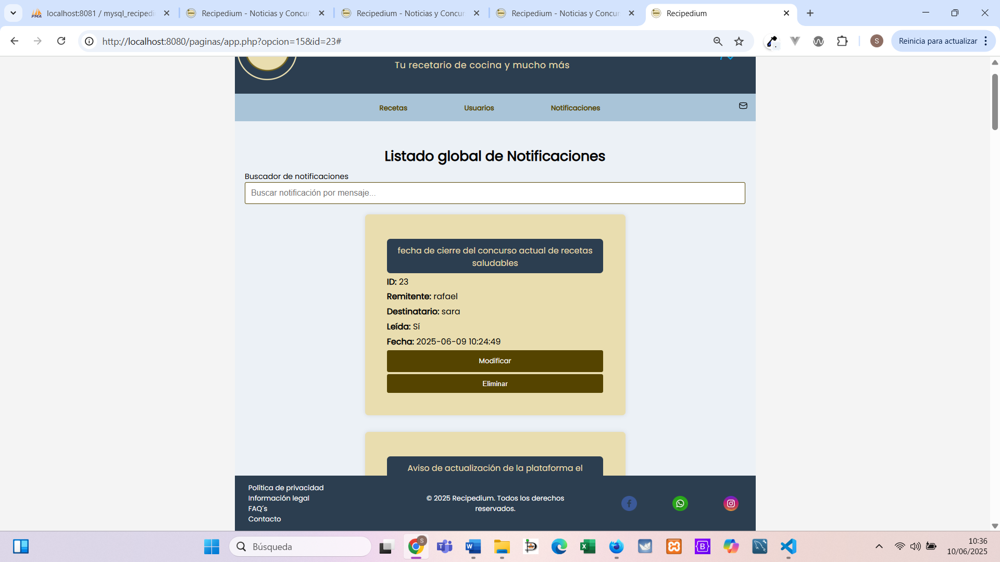 localhost:8081 / mysql_recipedi
Recipedium - Noticias y Concur
Recipedium - Noticias y Concur
Recipedium - Noticias y Concur
Recipedium
http://localhost:8080/paginas/app.php?opcion=15&id=23#
S
Reinicia para actualizar
Tu recetario de cocina y mucho más
Recetas
Usuarios
Notificaciones
Listado global de Notificaciones
Buscador de notificaciones
Buscar notificación por mensaje...
fecha de cierre del concurso actual de recetas
saludables
ID: 23
Remitente: rafael
Destinatario: sara
Leída: Sí
Fecha: 2025-06-09 10:24:49
Modificar
Eliminar
Aviso de actualización de la plataforma el
Política de privacidad
Información legal
FAQ´s
Contacto
© 2025 Recipedium. Todos los derechos
reservados.
Búsqueda
10:36
10/06/2025